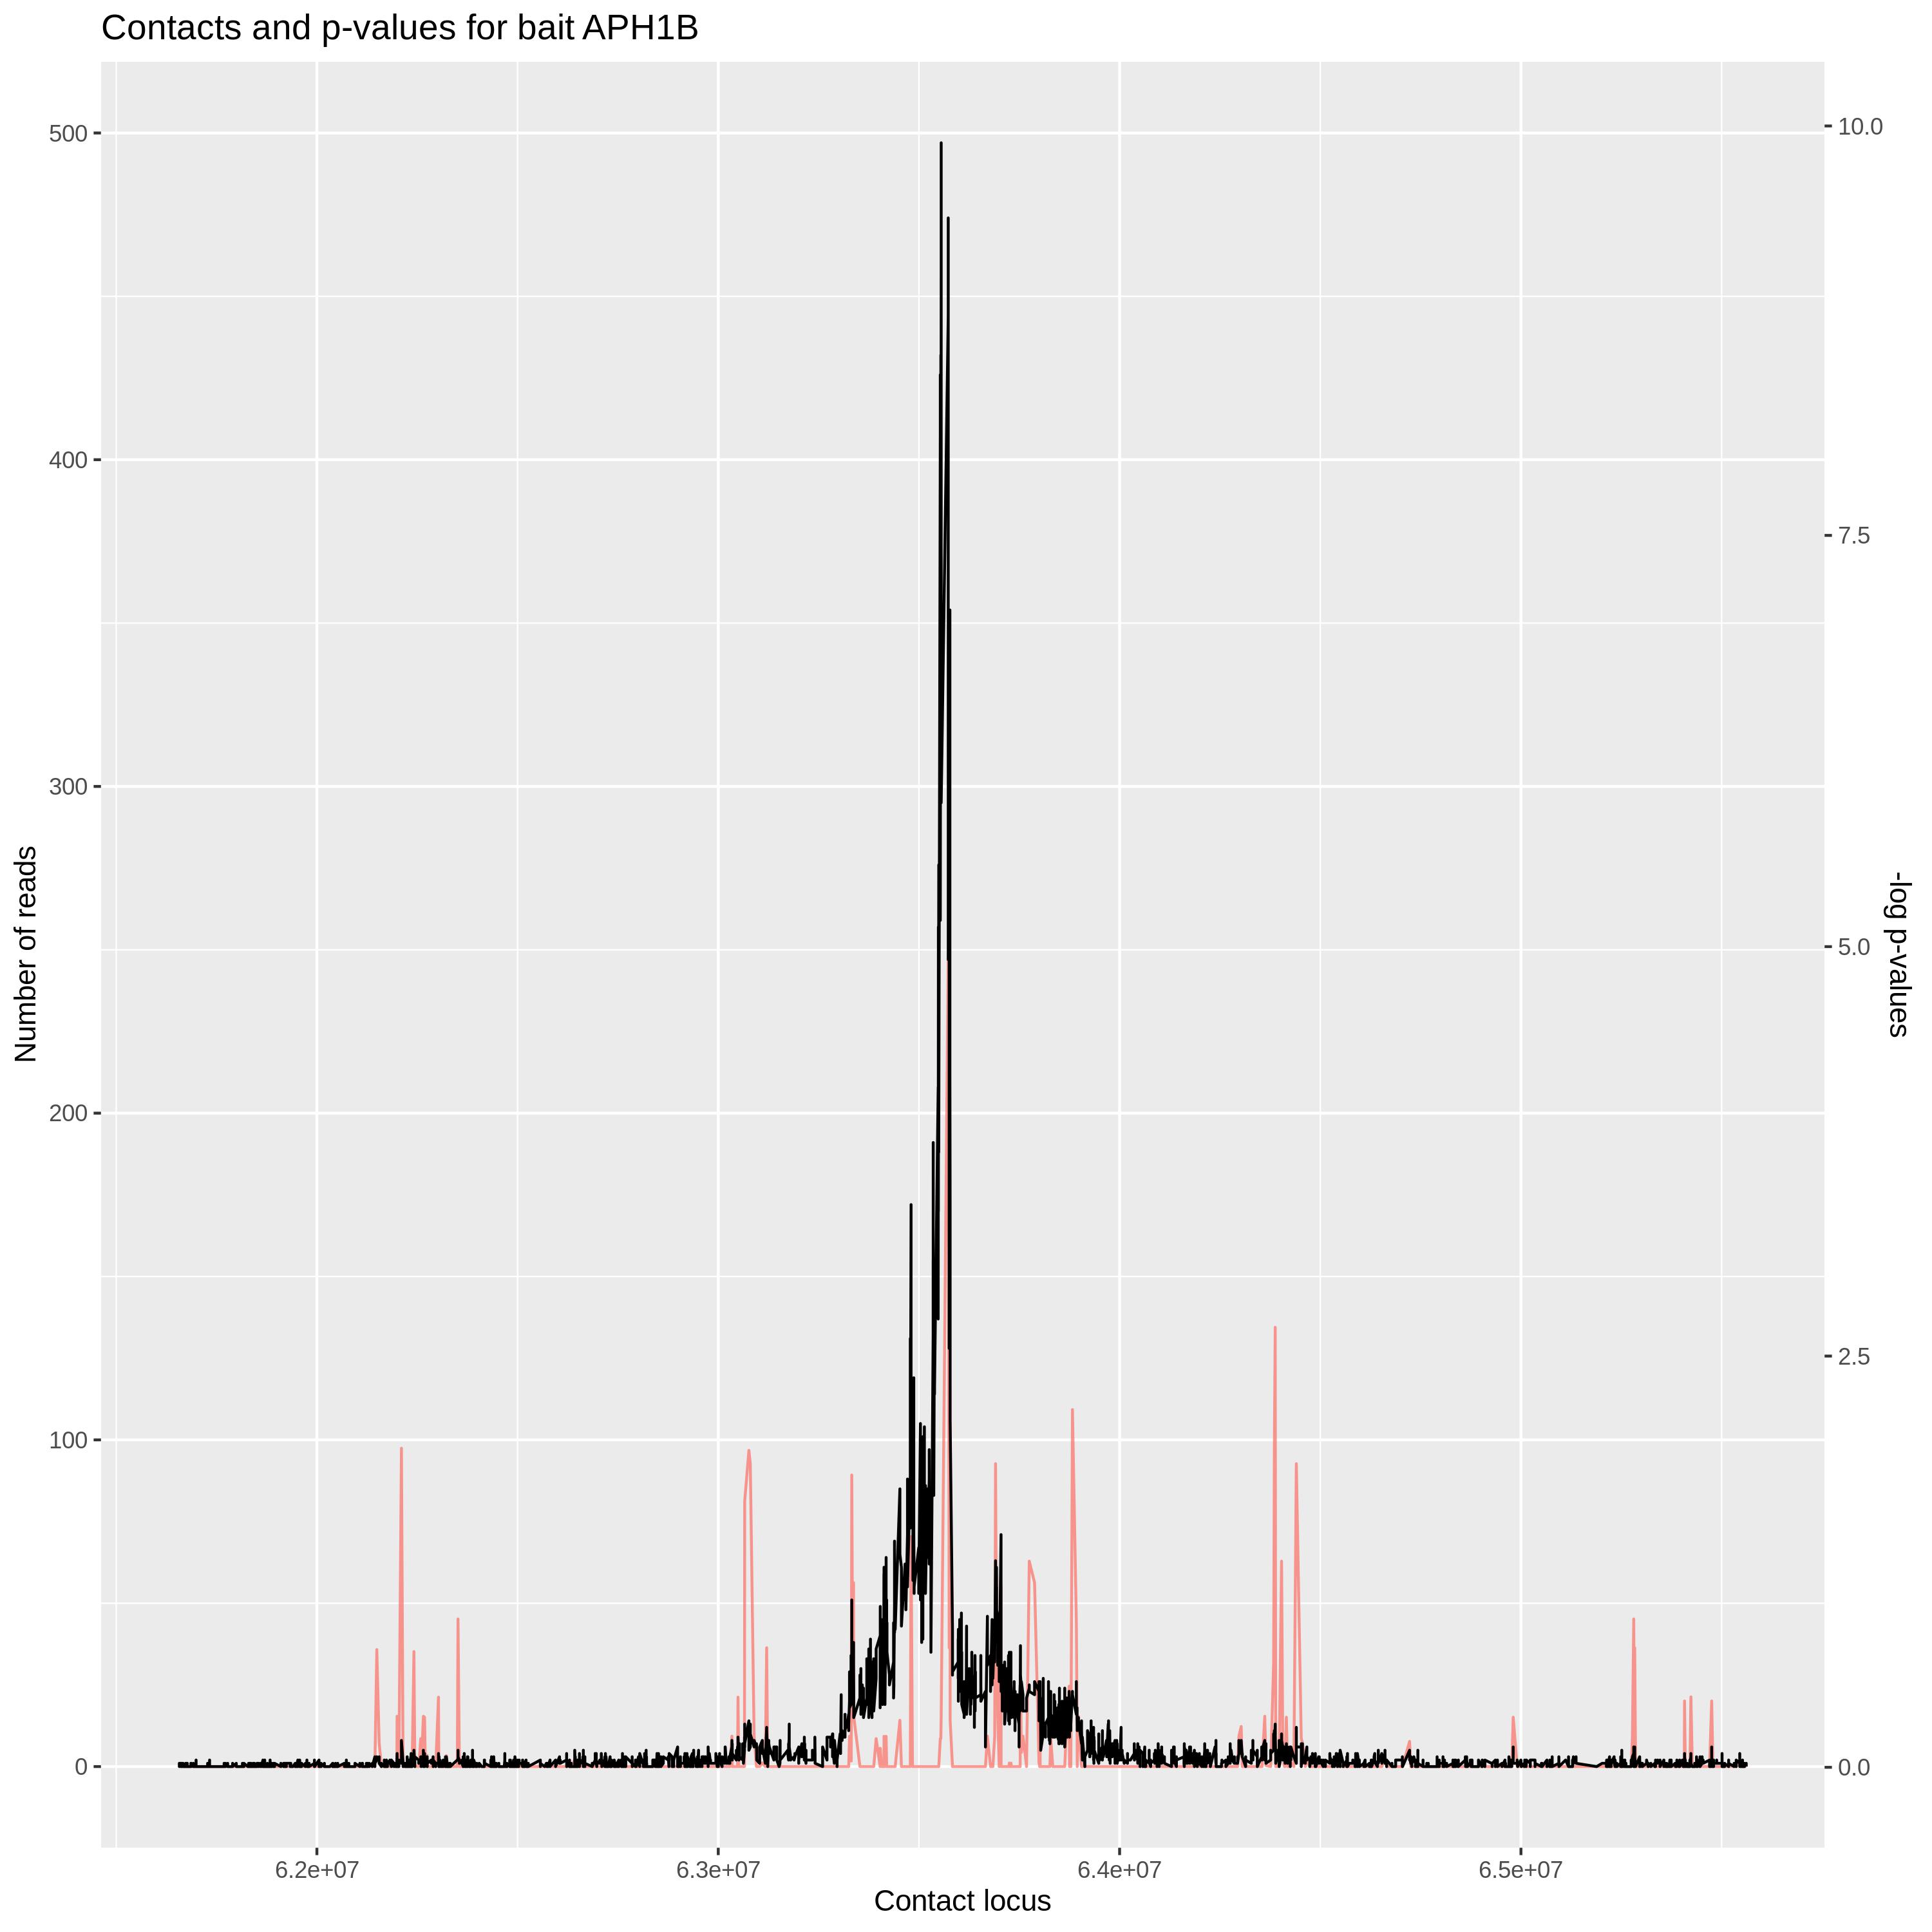 Contacts and p-values for bait APH1B
500
400
300
200
100
0
10.0
7.5
5.0
2.5
0.0
Number of reads
-log p-values
6.2e+07
6.3e+07
6.4e+07
6.5e+07
Contact locus